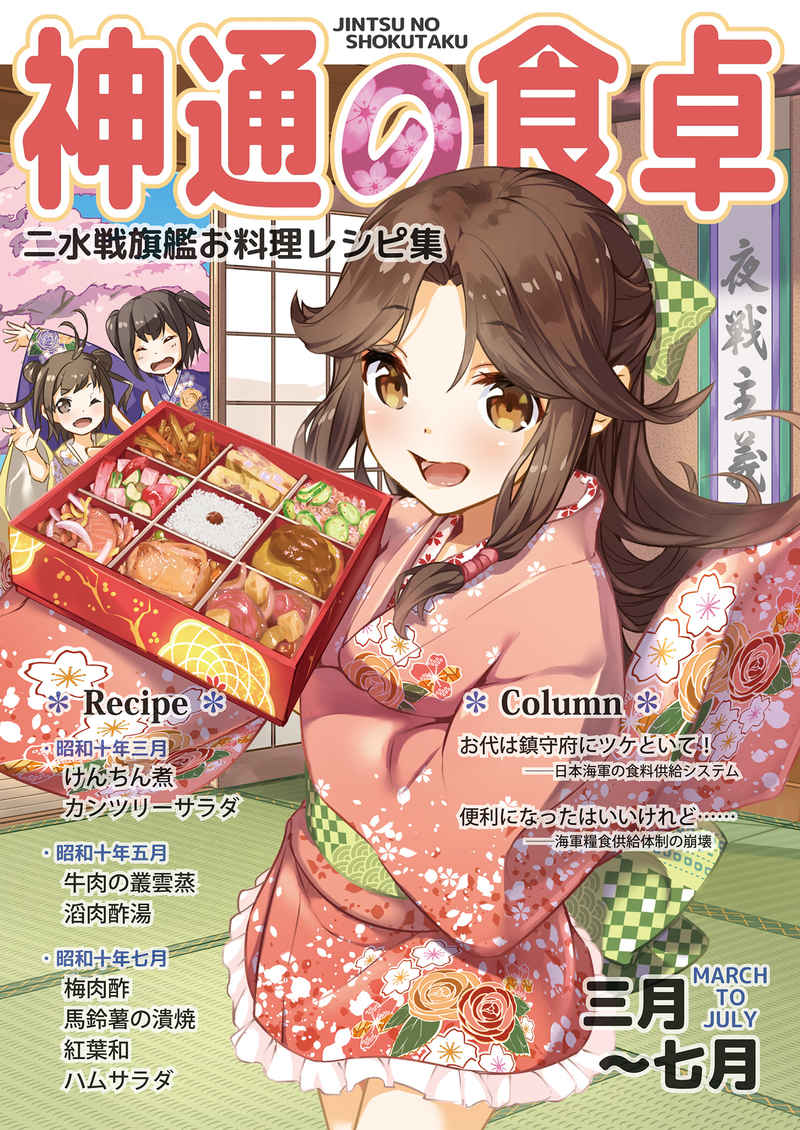 JINTSU NO
SHOKUTAKU
神通の食卓
二水戦旗艦お料理レシピ集
夜戦主義
* Recipe *
・昭和十年三月
けんちん煮
カンツリーサラダ
・昭和十年五月
牛肉の叢雲蒸
滔肉酢湯
・昭和十年七月
梅肉酢
馬鈴薯の潰焼
紅葉和
ハムサラダ
* Column *
お代は鎮守府にツケといて！
──日本海軍の食料供給システム
便利になったはいいけれど……
──海軍糧食供給体制の崩壊
三月
～七月
MARCH
TO
JULY